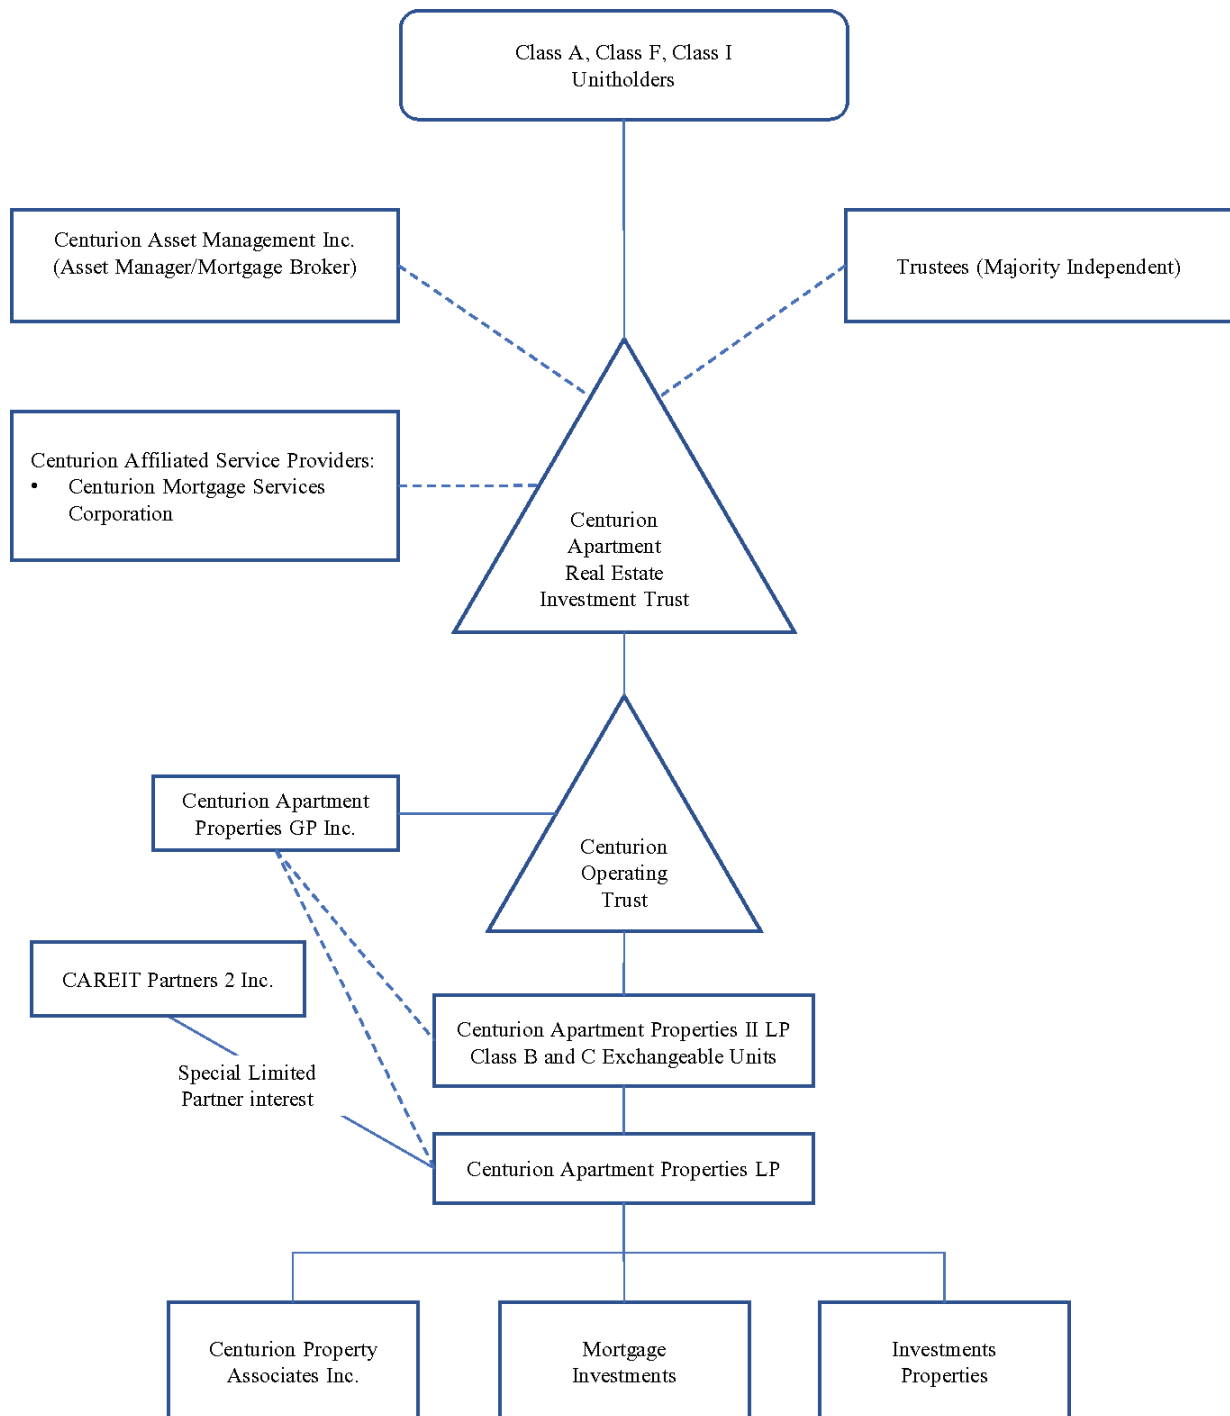 Class A, Class F, Class I
Unitholders
Centurion Asset Management Inc.
(Asset Manager/Mortgage Broker)
Trustees (Majority Independent)
Centurion Affiliated Service Providers:
• Centurion Mortgage Services
Corporation
Centurion
Apartment
Real Estate
Investment Trust
Centurion Apartment
Properties GP Inc.
Centurion
Operating
Trust
CAREIT Partners 2 Inc.
Centurion Apartment Properties II LP
Class B and C Exchangeable Units
Special Limited
Partner interest
Centurion Apartment Properties LP
Centurion Property
Associates Inc.
Mortgage
Investments
Investments
Properties